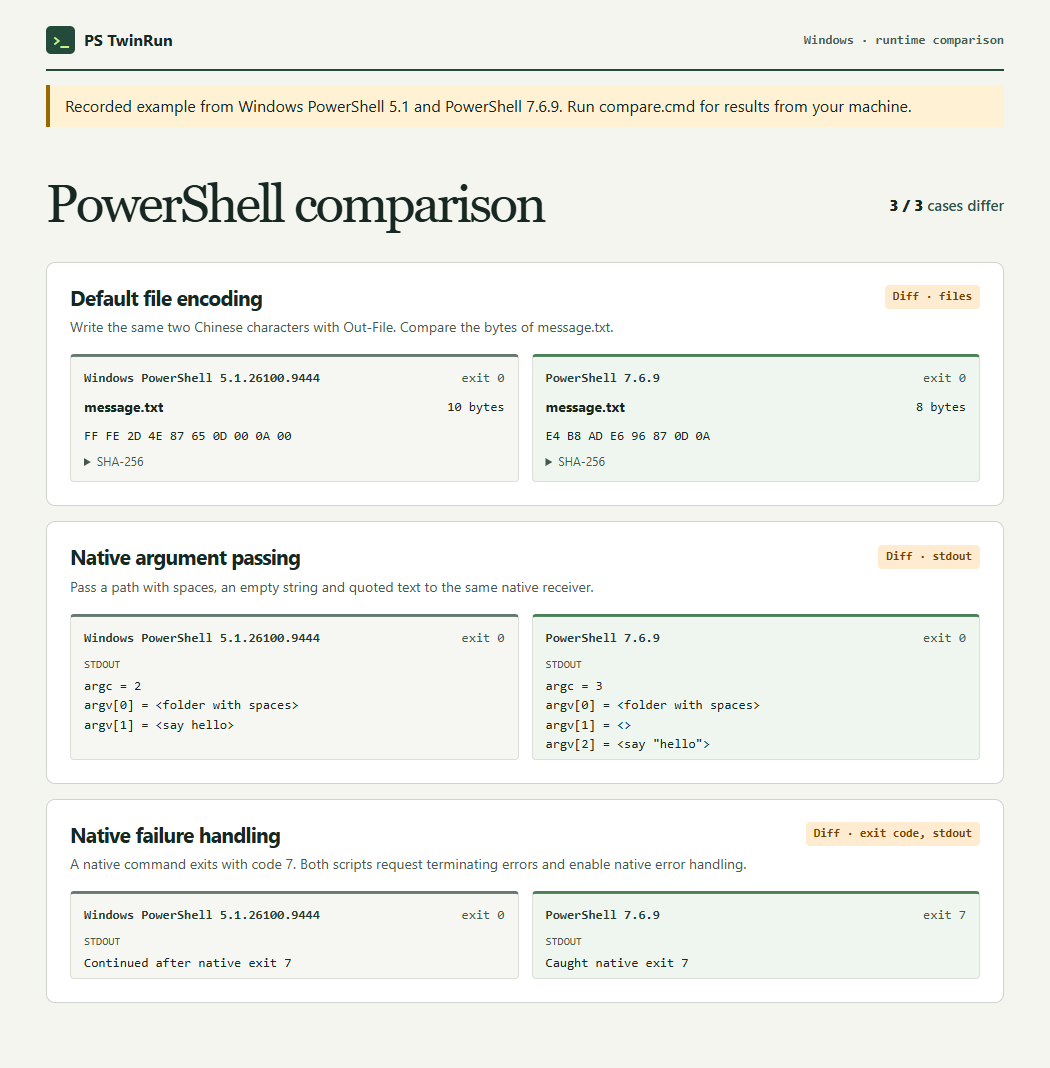 >_ PS TwinRun
Windows · runtime comparison
Recorded example from Windows PowerShell 5.1 and PowerShell 7.6.9. Run compare.cmd for results from your machine.
PowerShell comparison
3 / 3 cases differ
Default file encoding
Diff · files
Write the same two Chinese characters with Out-File. Compare the bytes of message.txt.
Windows PowerShell 5.1.26100.9444
exit 0
message.txt
10 bytes
FF FE 2D 4E 87 65 0D 00 0A 00
▶ SHA-256
PowerShell 7.6.9
exit 0
message.txt
8 bytes
E4 B8 AD E6 96 87 0D 0A
▶ SHA-256
Native argument passing
Diff · stdout
Pass a path with spaces, an empty string and quoted text to the same native receiver.
Windows PowerShell 5.1.26100.9444
exit 0
STDOUT
argc = 2
argv[0] = <folder with spaces>
argv[1] = <say hello>
PowerShell 7.6.9
exit 0
STDOUT
argc = 3
argv[0] = <folder with spaces>
argv[1] = <>
argv[2] = <say "hello">
Native failure handling
Diff · exit code, stdout
A native command exits with code 7. Both scripts request terminating errors and enable native error handling.
Windows PowerShell 5.1.26100.9444
exit 0
STDOUT
Continued after native exit 7
PowerShell 7.6.9
exit 7
STDOUT
Caught native exit 7